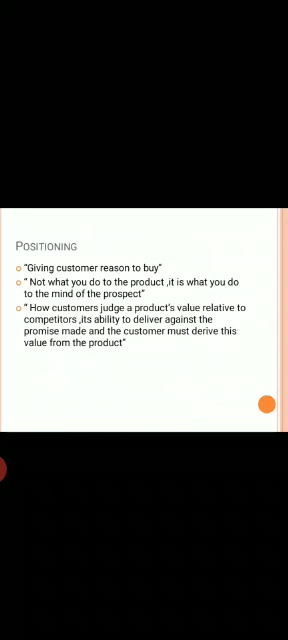 POSITIONING
"Giving customer reason to buy"
" Not what you do to the product ,it is what you do
to the mind of the prospect"
" How customers judge a product's value relative to
competitors ,its ability to deliver against the
promise made and the customer must derive this
value from the product"